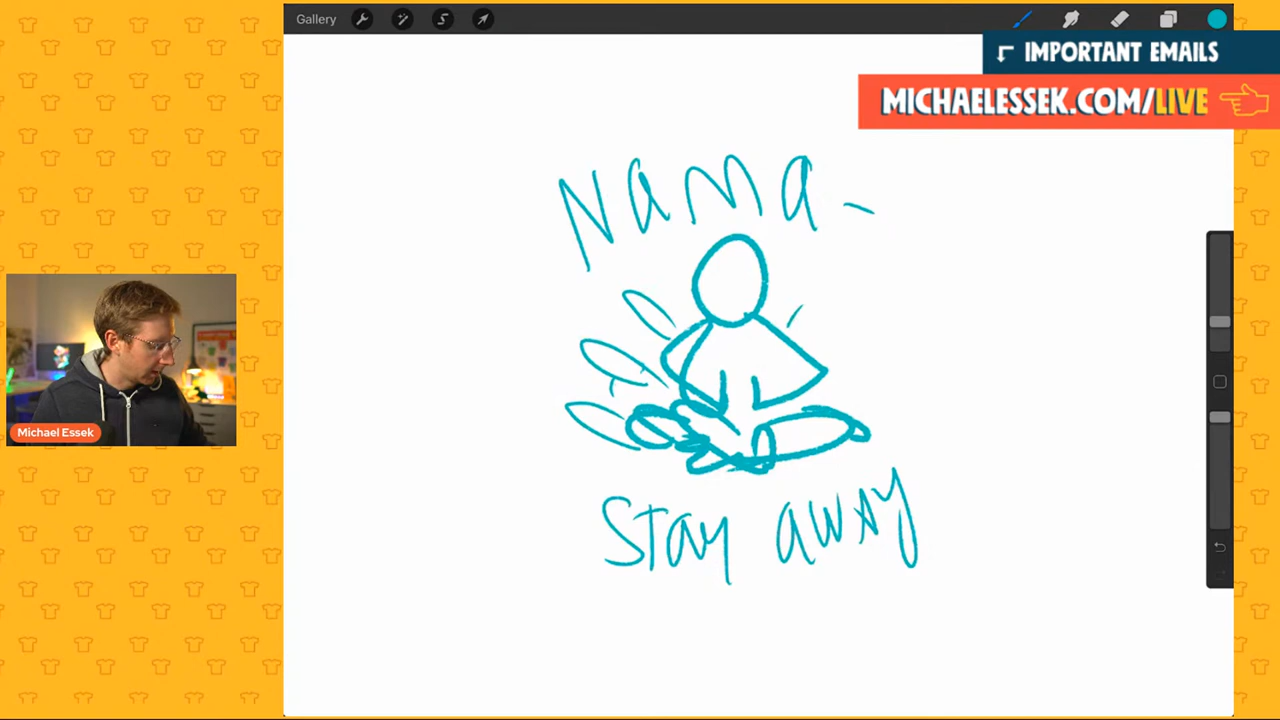 Gallery
IMPORTANT EMAILS
MICHAELESSEK.COM/LIVE
Nama-
Michael Essek
Stay away